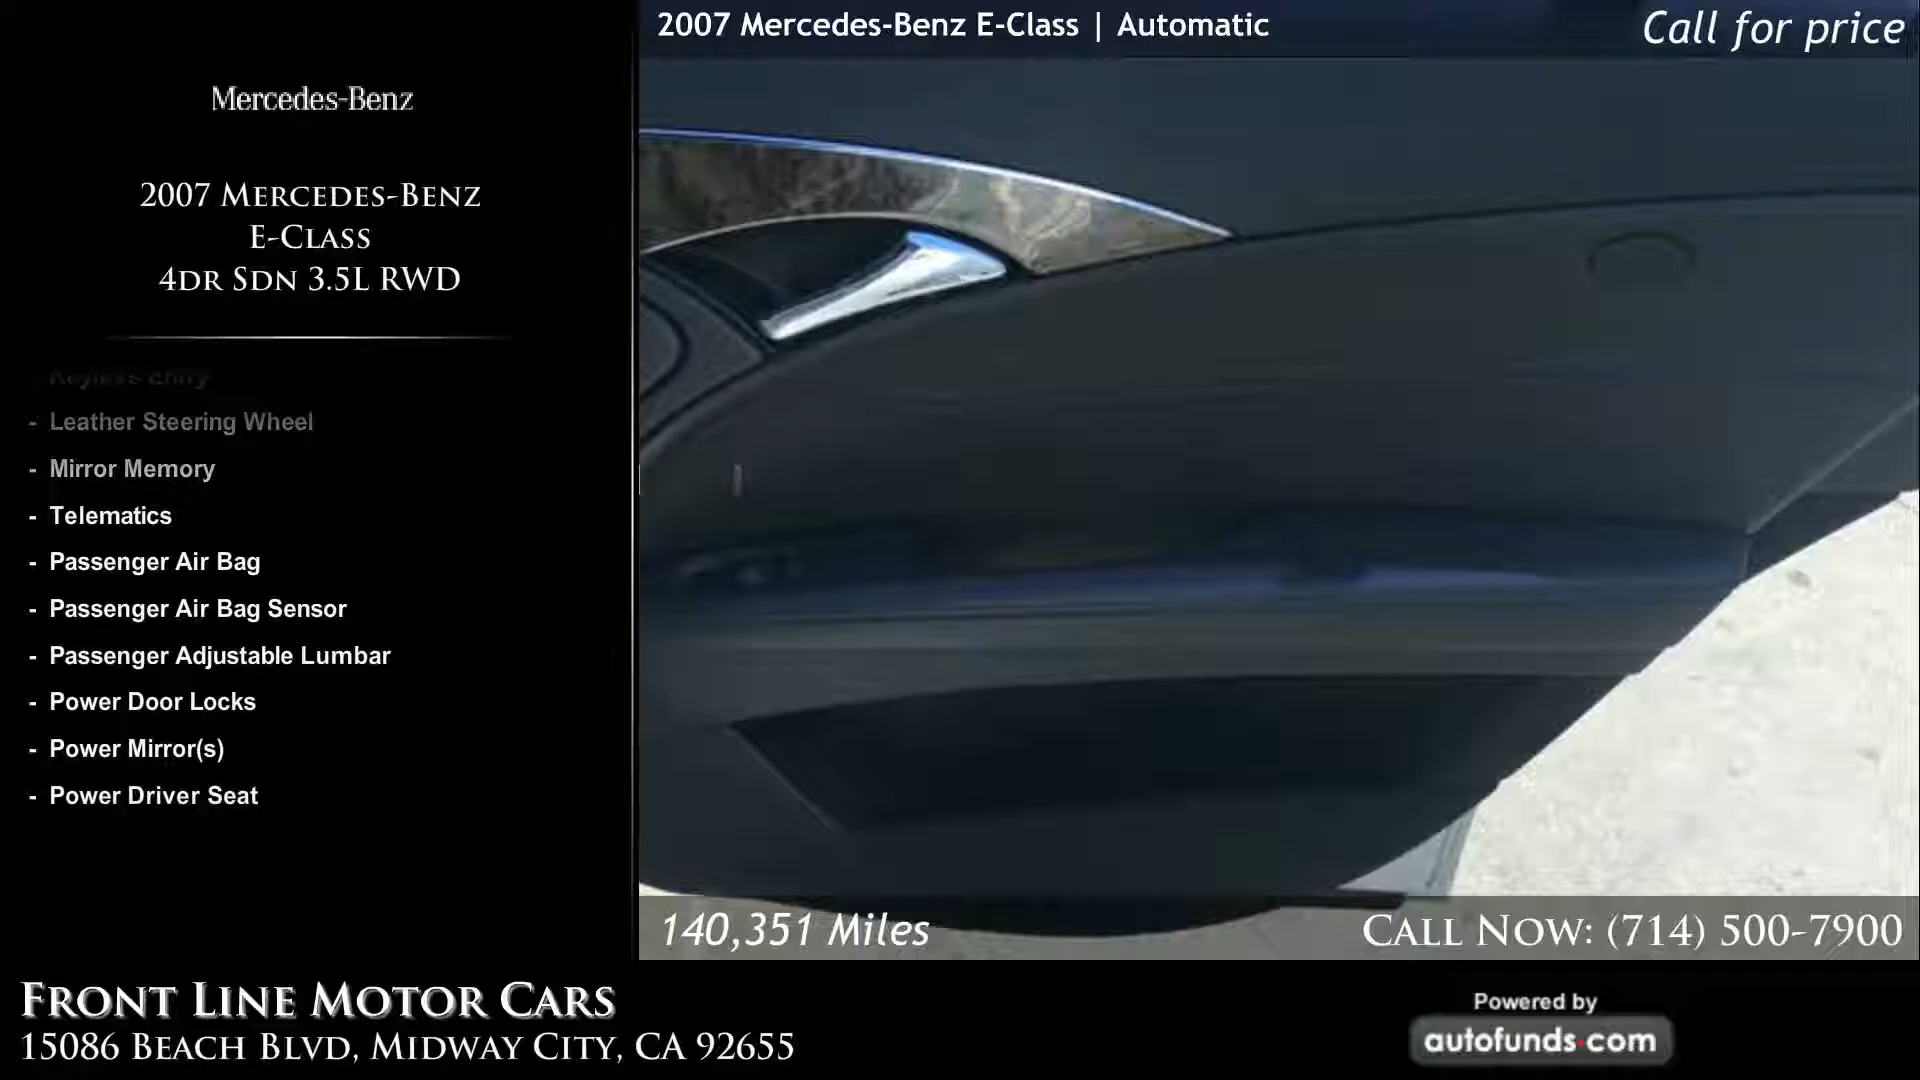 2007 Mercedes-Benz E-Class | Automatic
Call for price
Mercedes-Benz
2007 Mercedes-Benz
E-Class
4dr Sdn 3.5L RWD
Keyless Entry
- Leather Steering Wheel
- Mirror Memory
- Telematics
- Passenger Air Bag
- Passenger Air Bag Sensor
- Passenger Adjustable Lumbar
- Power Door Locks
- Power Mirror(s)
- Power Driver Seat
140,351 Miles
Call Now: (714) 500-7900
Front Line Motor Cars
15086 Beach Blvd, Midway City, CA 92655
Powered by
autofunds.com